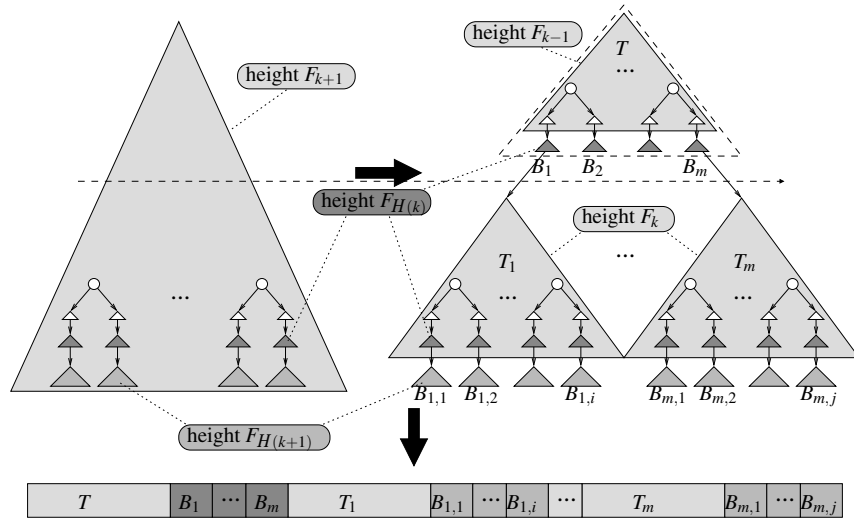 height F_{k+1}
height F_{k−1}
T
...
B_1 B_2 B_m
height F_{H(k)}
height F_k
...
T_1 T_m
... ... ...
B_{1,1} B_{1,2} B_{1,i} B_{m,1} B_{m,2} B_{m,j}
height F_{H(k+1)}
T B_1 ... B_m T_1 B_{1,1} ... B_{1,i} ... T_m B_{m,1} ... B_{m,j}